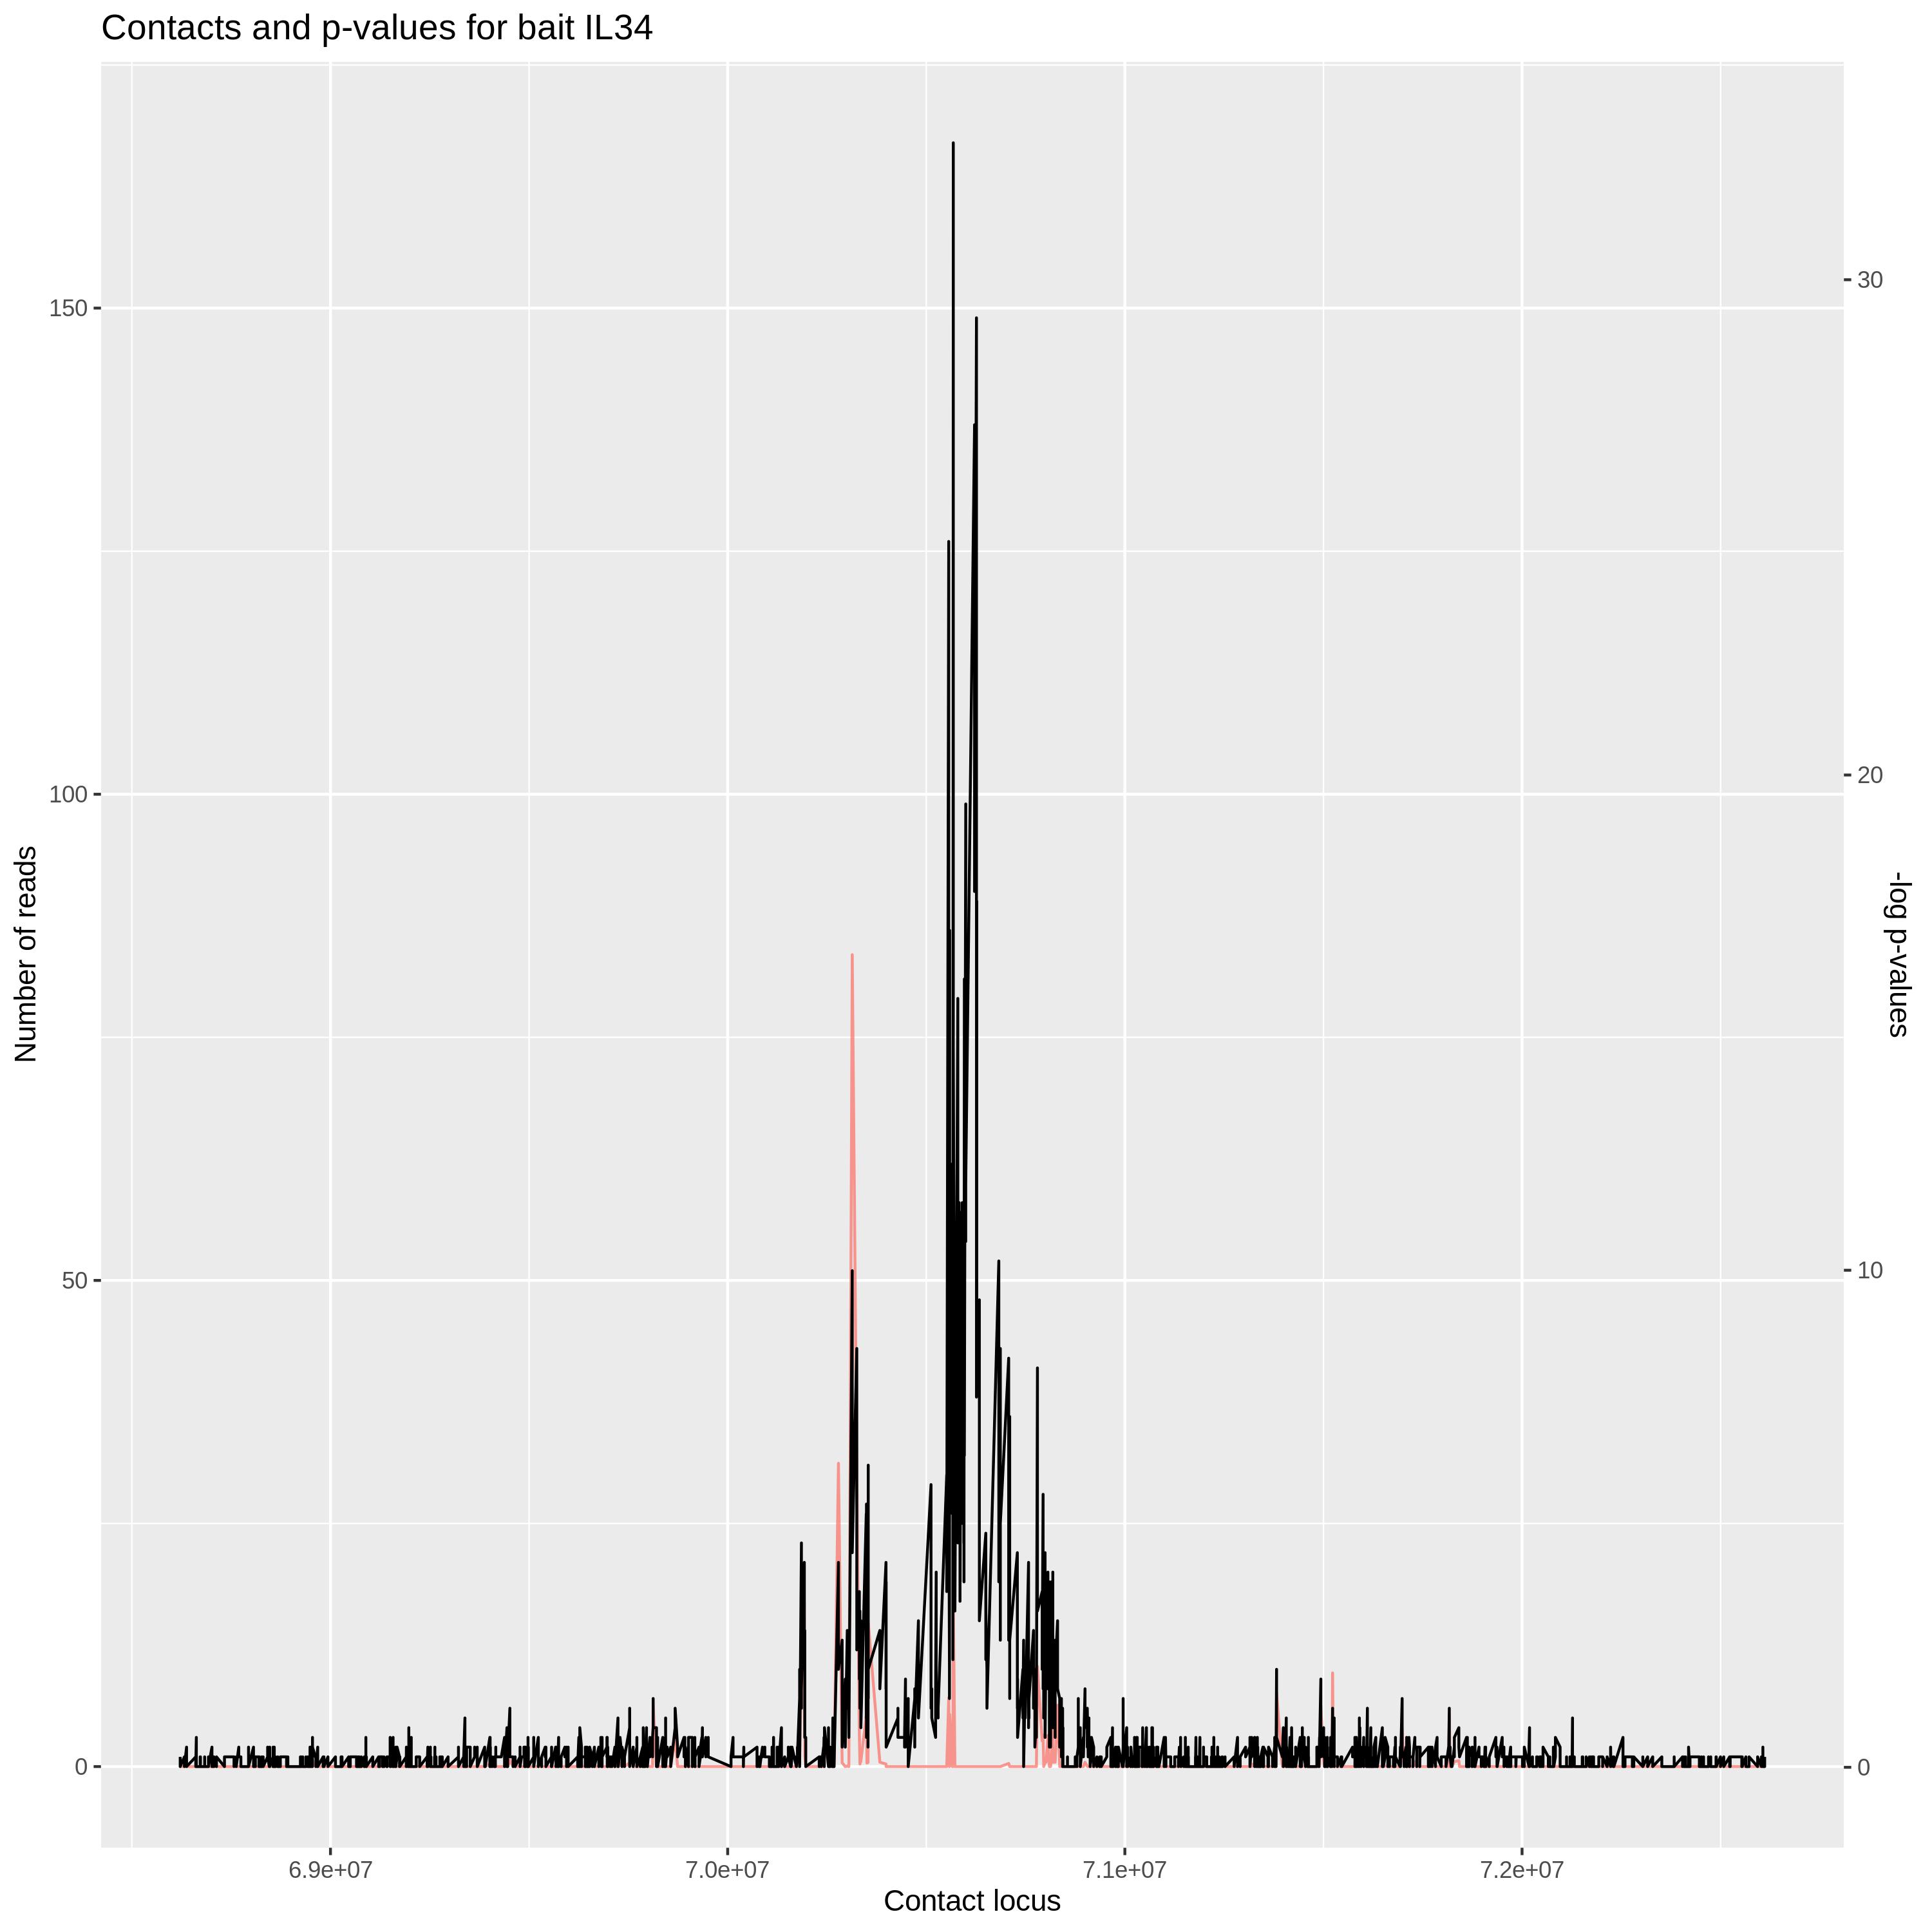 Contacts and p-values for bait IL34
150
100
50
0
30
20
10
0
Number of reads
-log p-values
6.9e+07
7.0e+07
7.1e+07
7.2e+07
Contact locus